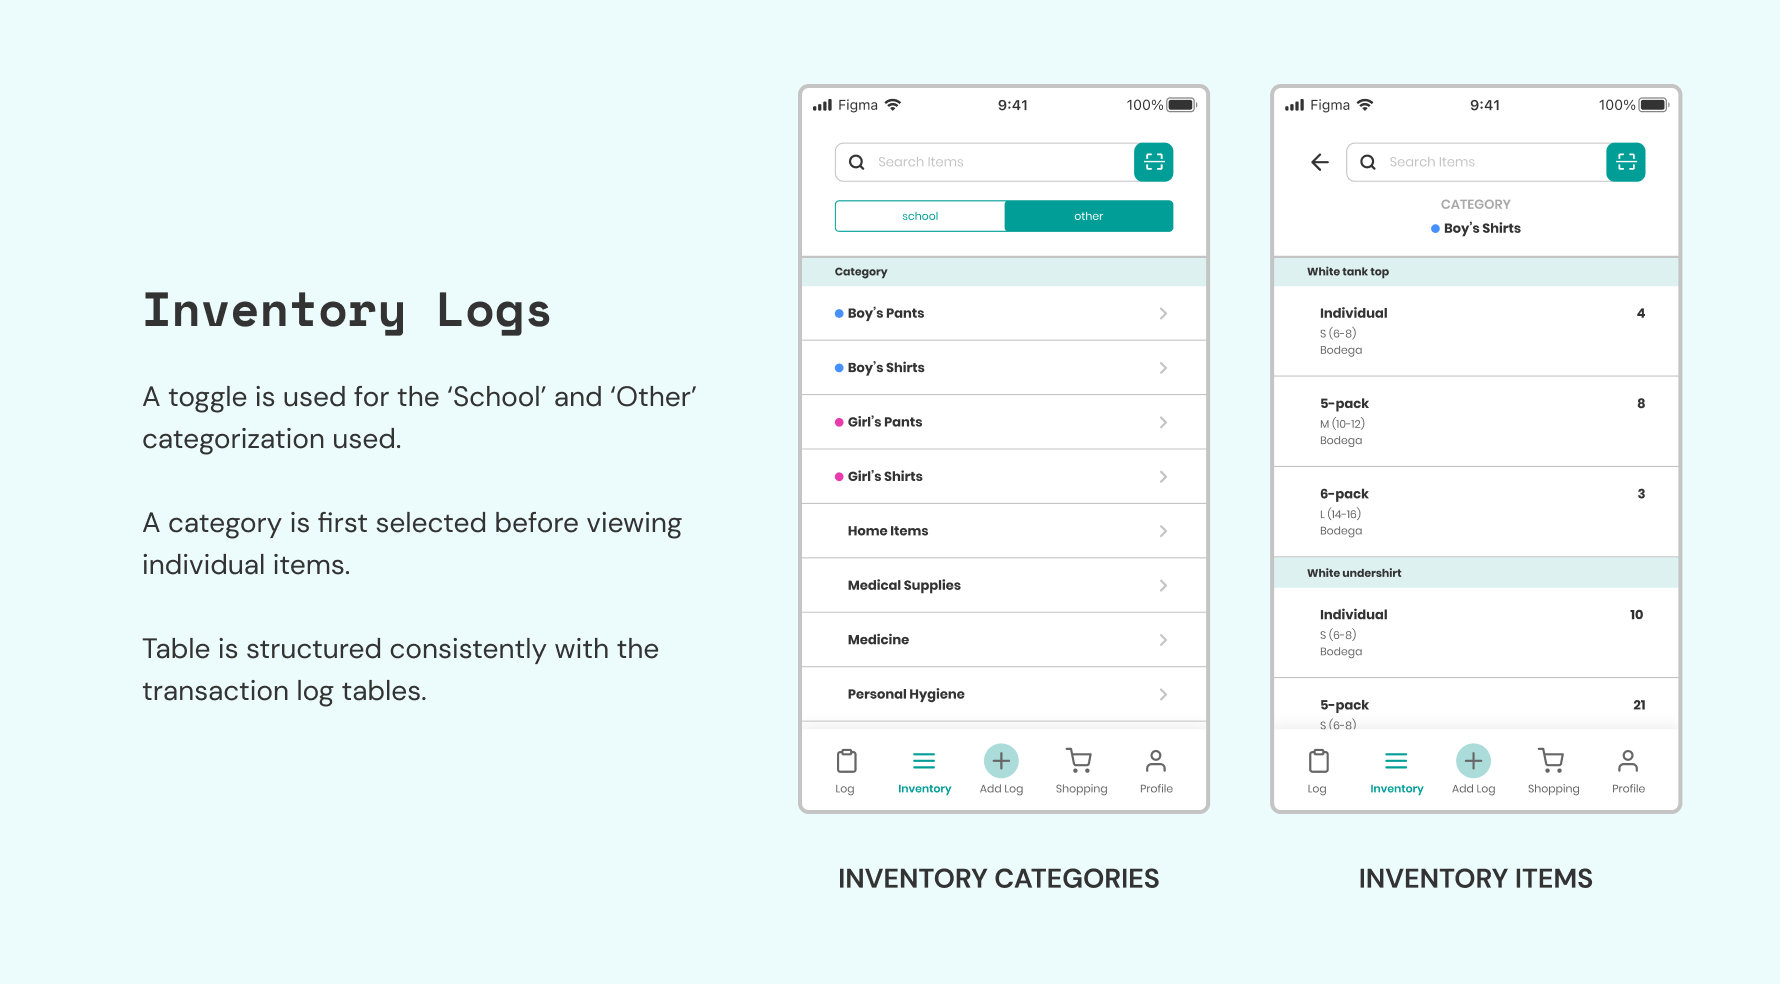 Inventory Logs
A toggle is used for the ‘School’ and ‘Other’
categorization used.
A category is first selected before viewing
individual items.
Table is structured consistently with the
transaction log tables.
Figma 9:41 100%
Search Items
school other
Category
Boy’s Pants
Boy’s Shirts
Girl’s Pants
Girl’s Shirts
Home Items
Medical Supplies
Medicine
Personal Hygiene
Log Inventory Add Log Shopping Profile
INVENTORY CATEGORIES
Figma 9:41 100%
Search Items
CATEGORY
Boy’s Shirts
White tank top
Individual 4
S (6-8)
Bodega
5-pack 8
M (10-12)
Bodega
6-pack 3
L (14-16)
Bodega
White undershirt
Individual 10
S (6-8)
Bodega
5-pack 21
S (6-8)
Log Inventory Add Log Shopping Profile
INVENTORY ITEMS